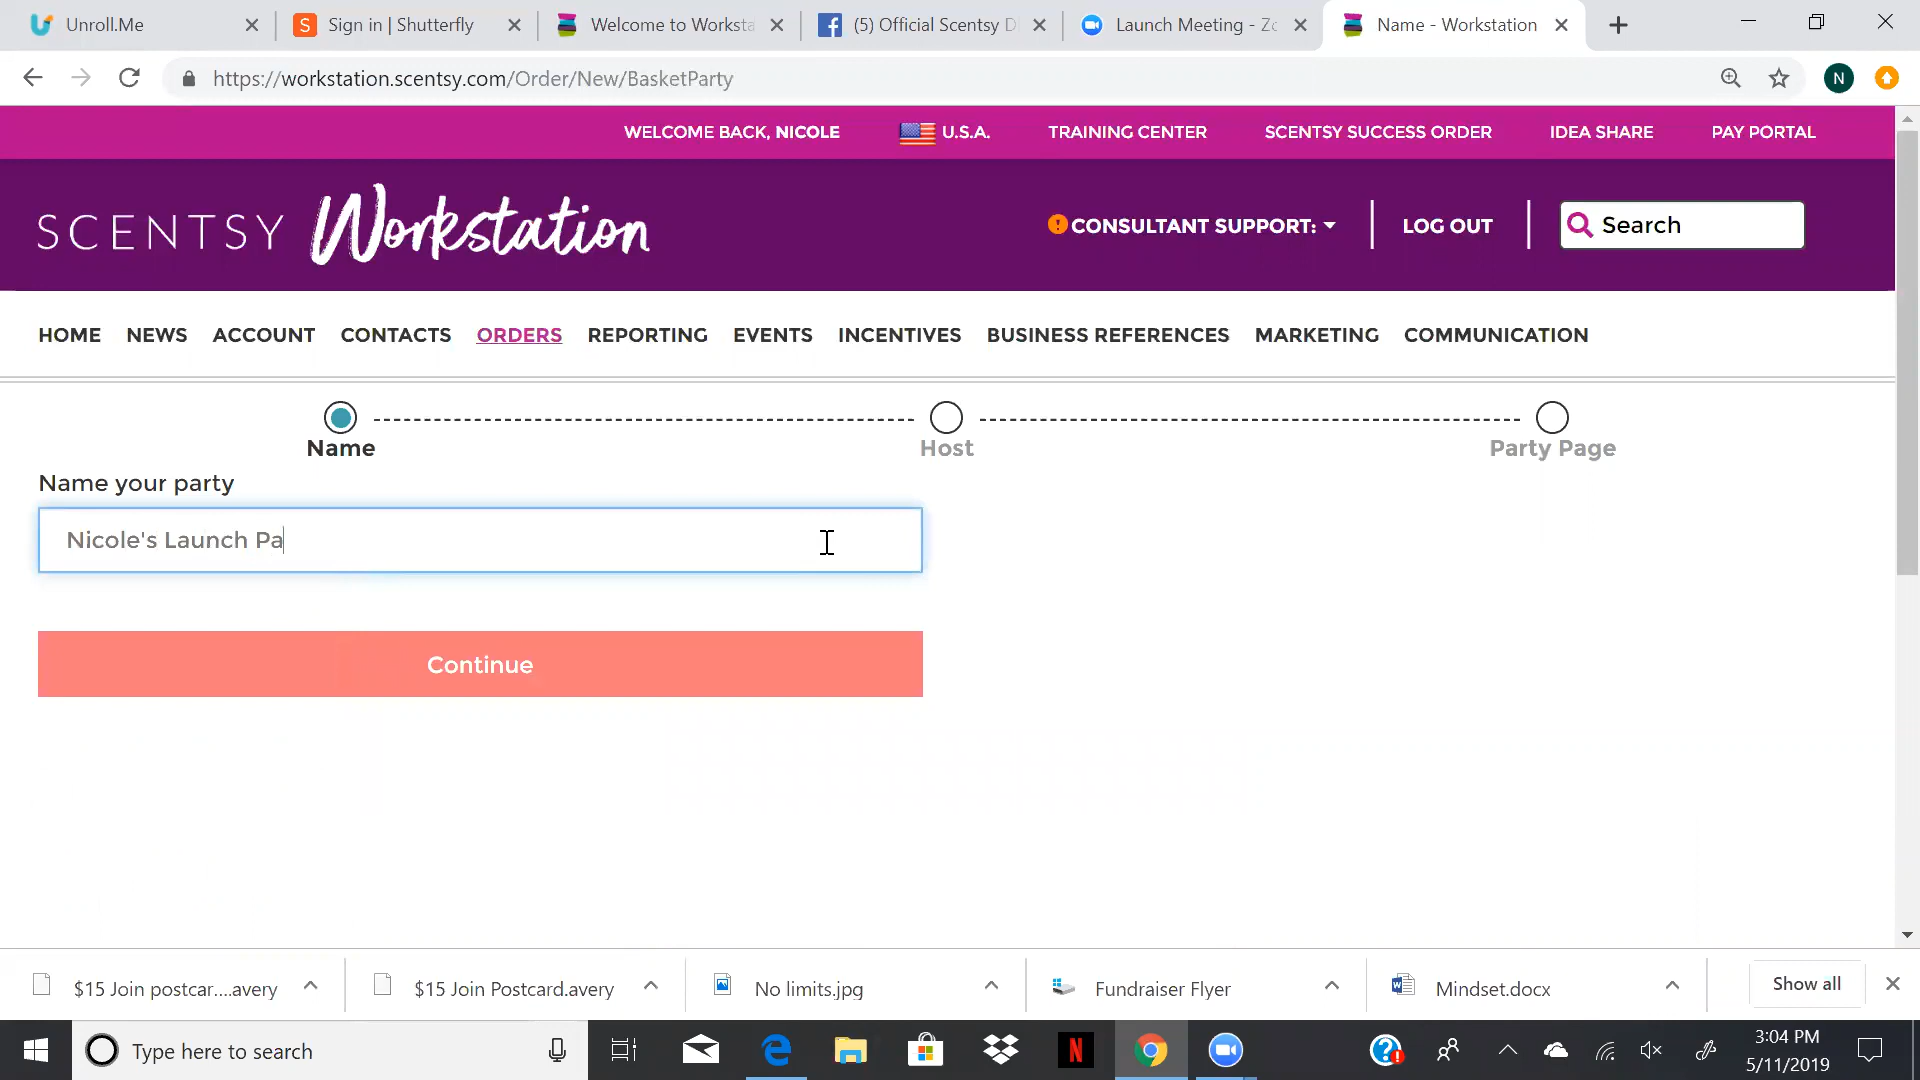 Unroll.Me
Sign in | Shutterfly
Welcome to Worksta
(5) Official Scentsy D
Launch Meeting - Zo
Name - Workstation
https://workstation.scentsy.com/Order/New/BasketParty
N
WELCOME BACK, NICOLE
U.S.A.
TRAINING CENTER
SCENTSY SUCCESS ORDER
IDEA SHARE
PAY PORTAL
SCENTSY Workstation
CONSULTANT SUPPORT:
LOG OUT
Search
HOME NEWS ACCOUNT CONTACTS ORDERS REPORTING EVENTS INCENTIVES BUSINESS REFERENCES MARKETING COMMUNICATION
Name
Host
Party Page
Name your party
Nicole's Launch Pa
Continue
$15 Join postcar....avery
$15 Join Postcard.avery
No limits.jpg
Fundraiser Flyer
Mindset.docx
Show all
Type here to search
3:04 PM
5/11/2019